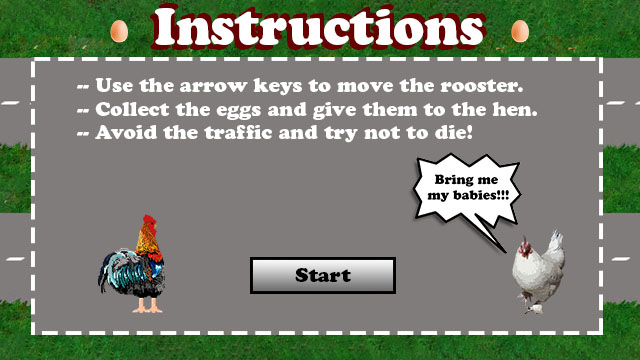 Instructions
-- Use the arrow keys to move the rooster.
-- Collect the eggs and give them to the hen.
-- Avoid the traffic and try not to die!
Bring me
my babies!!!
Start